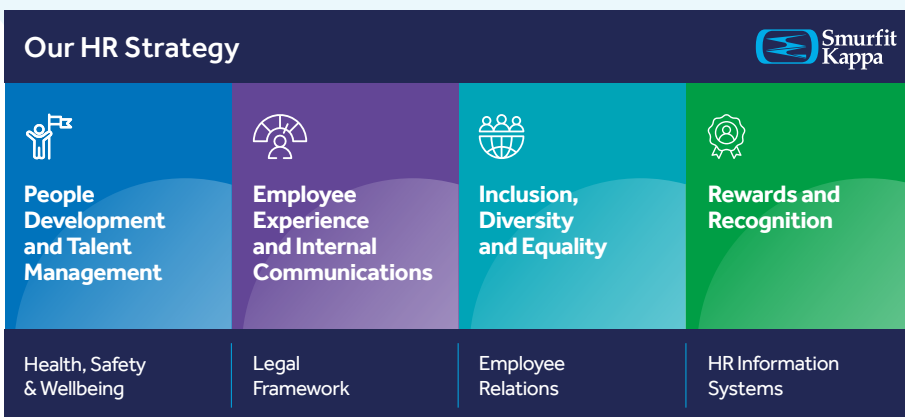 Our HR Strategy
Smurfit
Kappa
People
Development
and Talent
Management
Employee
Experience
and Internal
Communications
Inclusion,
Diversity
and Equality
Rewards and
Recognition
Health, Safety
& Wellbeing
Legal
Framework
Employee
Relations
HR Information
Systems